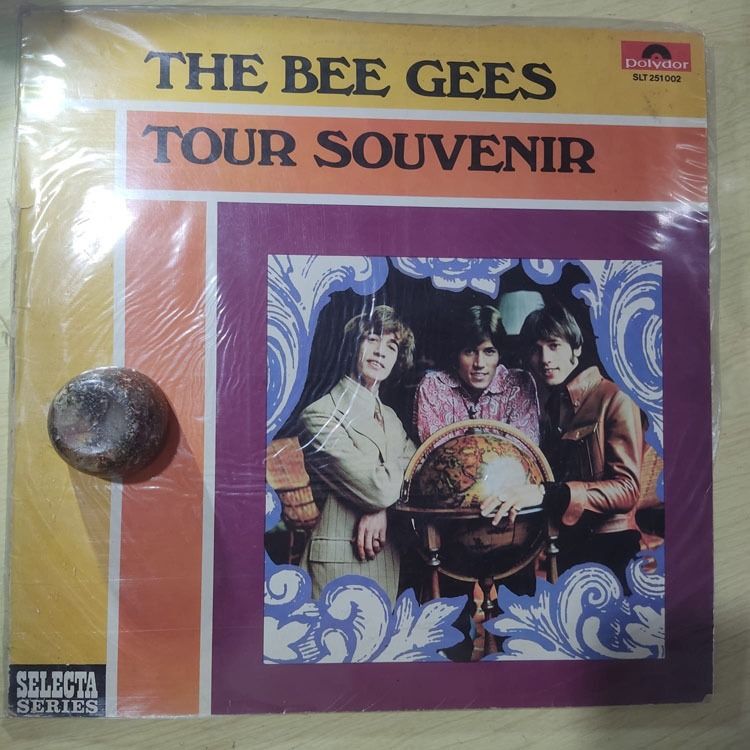 THE BEE GEES
polydor
SLT 251 002
TOUR SOUVENIR
SELECTA
SERIES